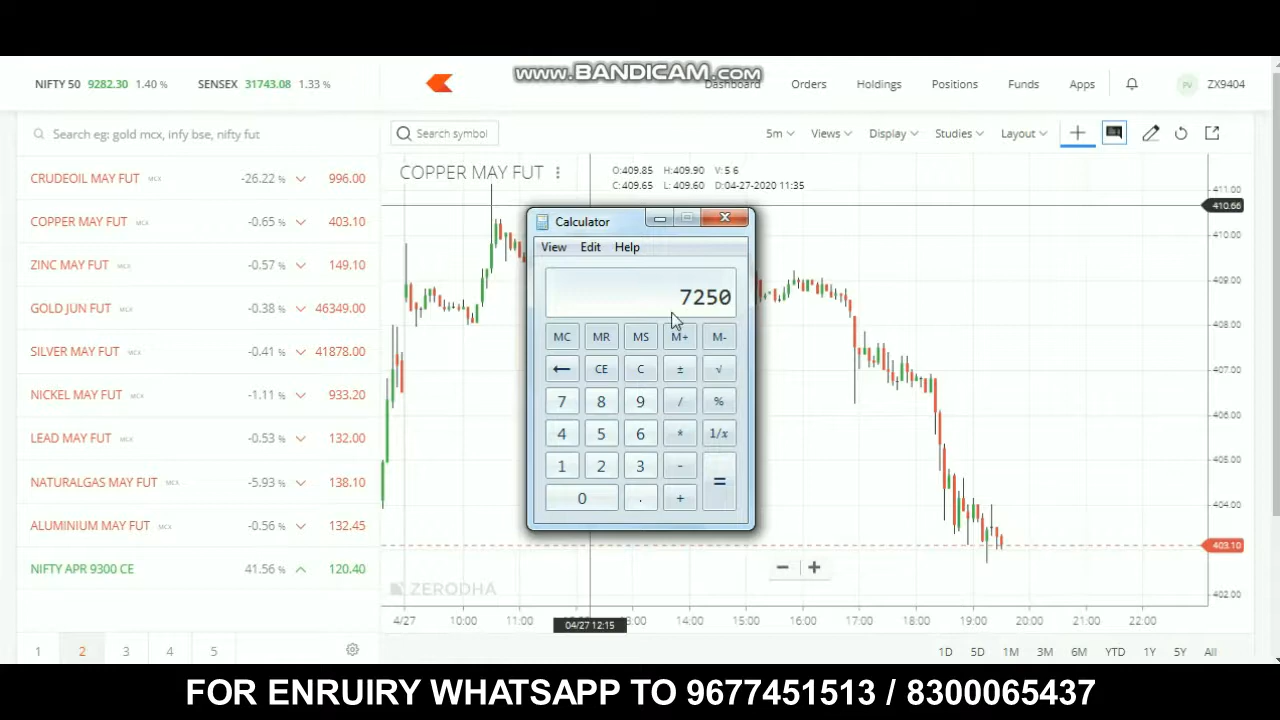 www.BANDICAM.com
NIFTY 50 9282.30 1.40 % SENSEX 31743.08 1.33 %
Dashboard Orders Holdings Positions Funds Apps PV ZX9404
Search eg: gold mcx, infy bse, nifty fut
Search symbol 5m Views Display Studies Layout
CRUDEOIL MAY FUT MCX -26.22 % 996.00
COPPER MAY FUT MCX -0.65 % 403.10
ZINC MAY FUT MCX -0.57 % 149.10
GOLD JUN FUT MCX -0.38 % 46349.00
SILVER MAY FUT MCX -0.41 % 41878.00
NICKEL MAY FUT MCX -1.11 % 933.20
LEAD MAY FUT MCX -0.53 % 132.00
NATURALGAS MAY FUT MCX -5.93 % 138.10
ALUMINIUM MAY FUT MCX -0.56 % 132.45
NIFTY APR 9300 CE 41.56 % 120.40
1 2 3 4 5
COPPER MAY FUT
O:409.85 H:409.90 V:5 6
C:409.65 L: 409.60 D:04-27-2020 11:35
411.00
410.66
410.00
409.00
408.00
407.00
406.00
405.00
404.00
403.10
402.00
Calculator
View Edit Help
7250
MC MR MS M+ M-
← CE C ± √
7 8 9 / %
4 5 6 * 1/x
1 2 3 - =
0 . +
− +
ZERODHA
4/27 10:00 11:00 04/27 12:15 14:00 15:00 16:00 17:00 18:00 19:00 20:00 21:00 22:00
1D 5D 1M 3M 6M YTD 1Y 5Y All
FOR ENRUIRY WHATSAPP TO 9677451513 / 8300065437